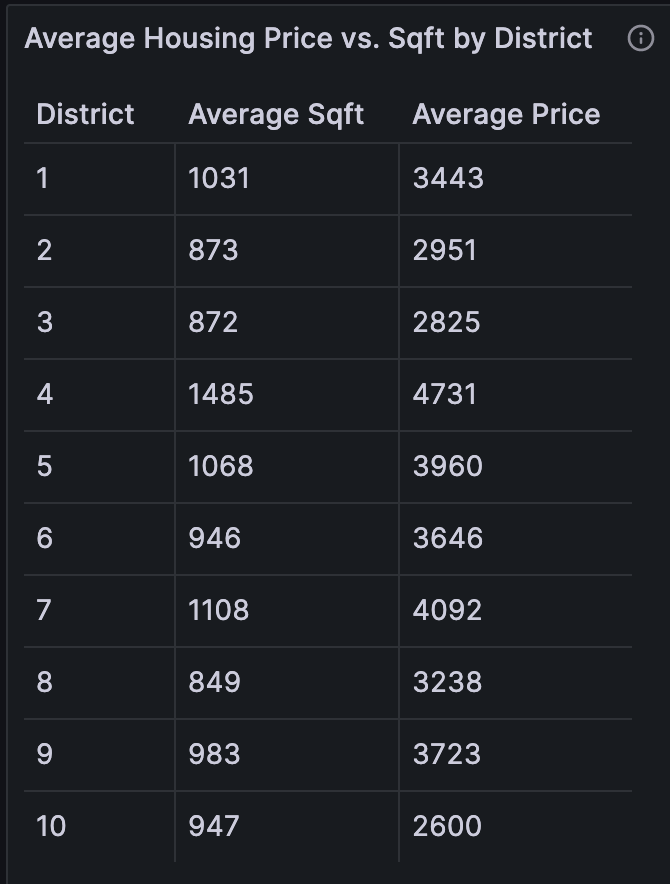 Average Housing Price vs. Sqft by District
District Average Sqft Average Price
1 1031 3443
2 873 2951
3 872 2825
4 1485 4731
5 1068 3960
6 946 3646
7 1108 4092
8 849 3238
9 983 3723
10 947 2600